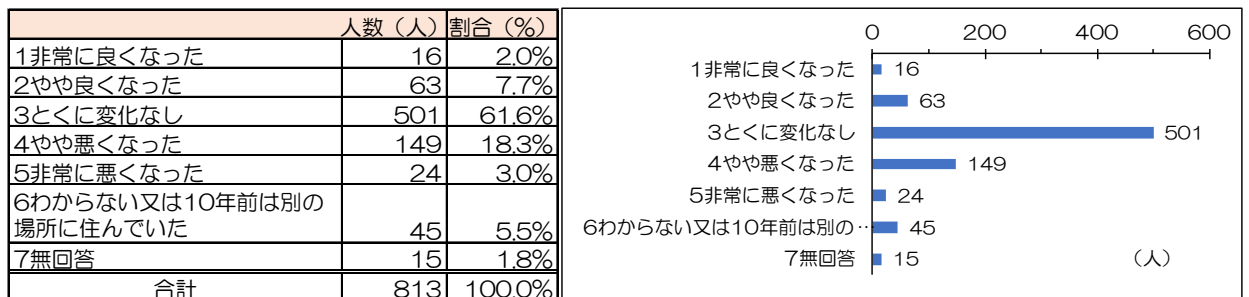 人数（人） 割合（%）
1非常に良くなった 16 2.0%
2やや良くなった 63 7.7%
3とくに変化なし 501 61.6%
4やや悪くなった 149 18.3%
5非常に悪くなった 24 3.0%
6わからない又は10年前は別の
場所に住んでいた 45 5.5%
7無回答 15 1.8%
合計 813 100.0%
0 200 400 600
1非常に良くなった 16
2やや良くなった 63
3とくに変化なし 501
4やや悪くなった 149
5非常に悪くなった 24
6わからない又は10年前は別の… 45
7無回答 15 （人）